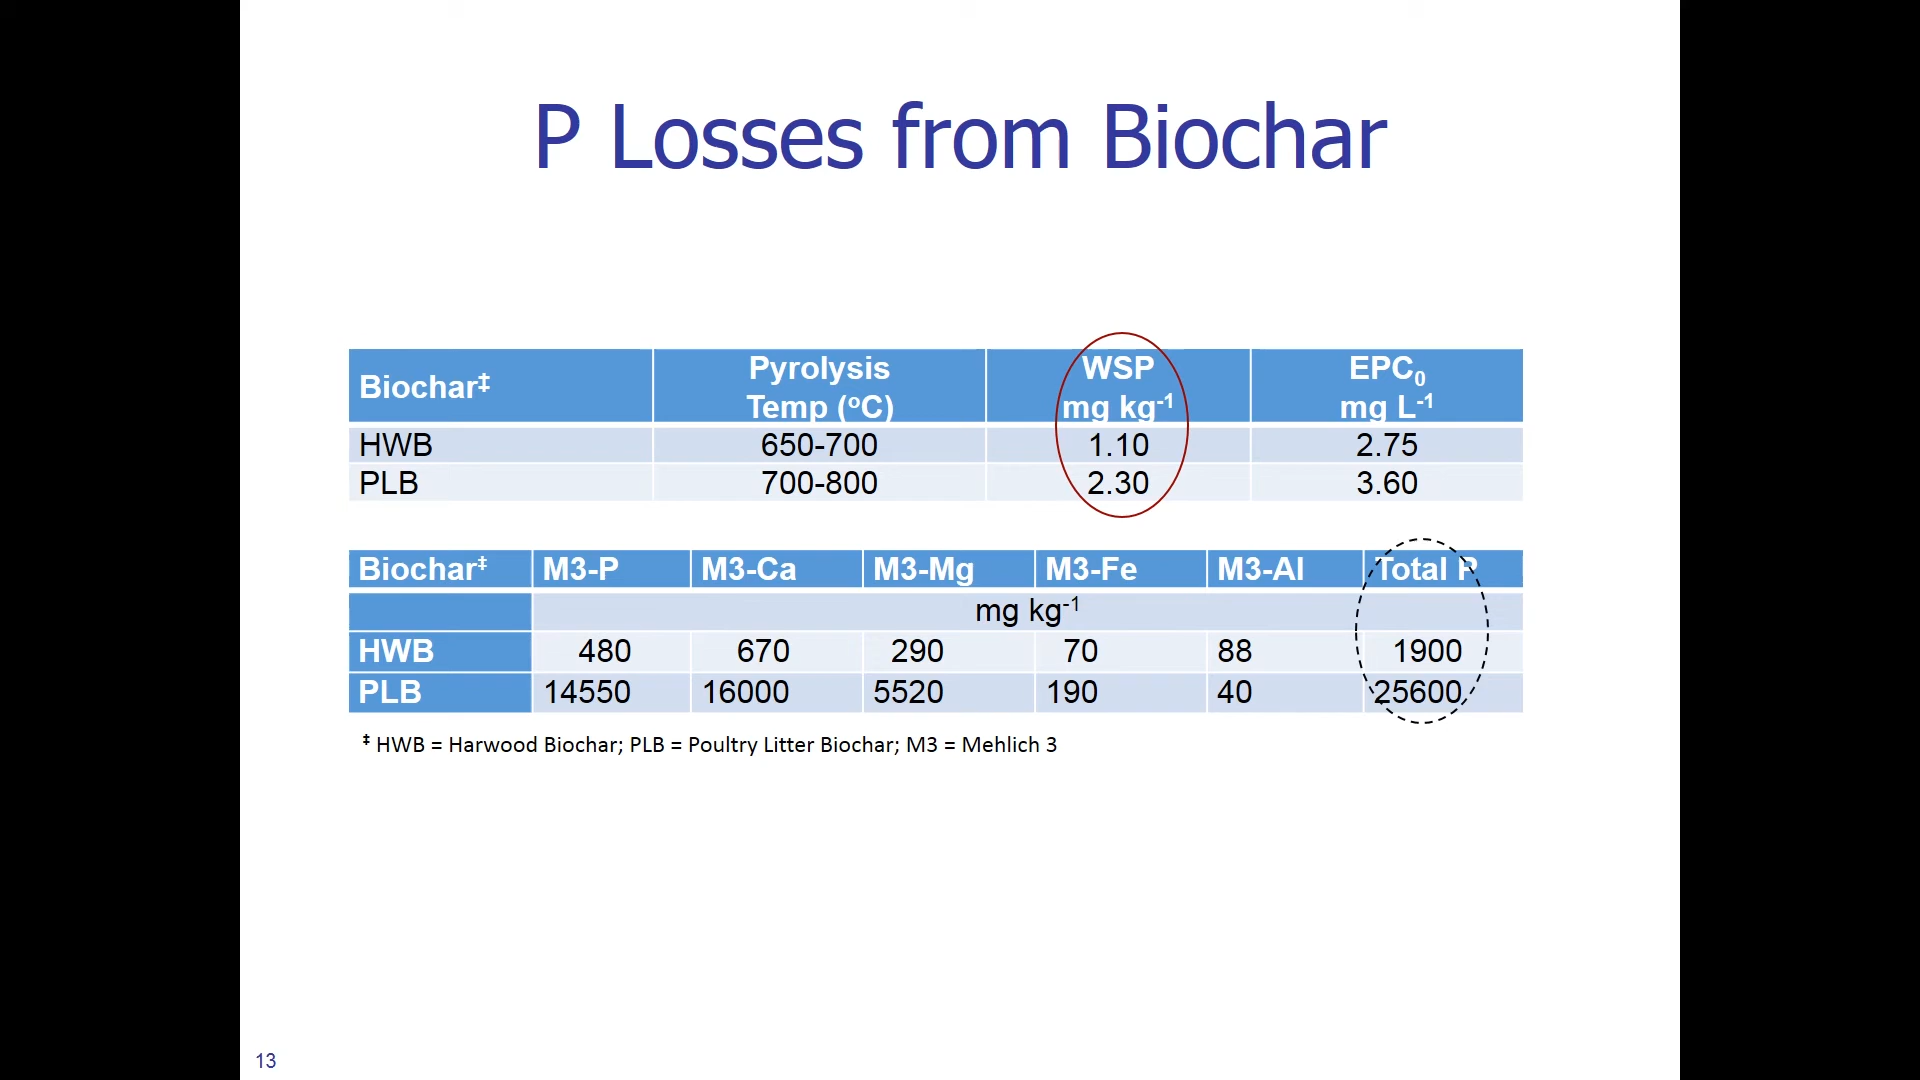 P Losses from Biochar
Biochar‡ Pyrolysis Temp (ºC) WSP mg kg-1 EPC0 mg L-1
HWB 650-700 1.10 2.75
PLB 700-800 2.30 3.60
Biochar‡ M3-P M3-Ca M3-Mg M3-Fe M3-Al Total P
mg kg-1
HWB 480 670 290 70 88 1900
PLB 14550 16000 5520 190 40 25600
‡ HWB = Harwood Biochar; PLB = Poultry Litter Biochar; M3 = Mehlich 3
13